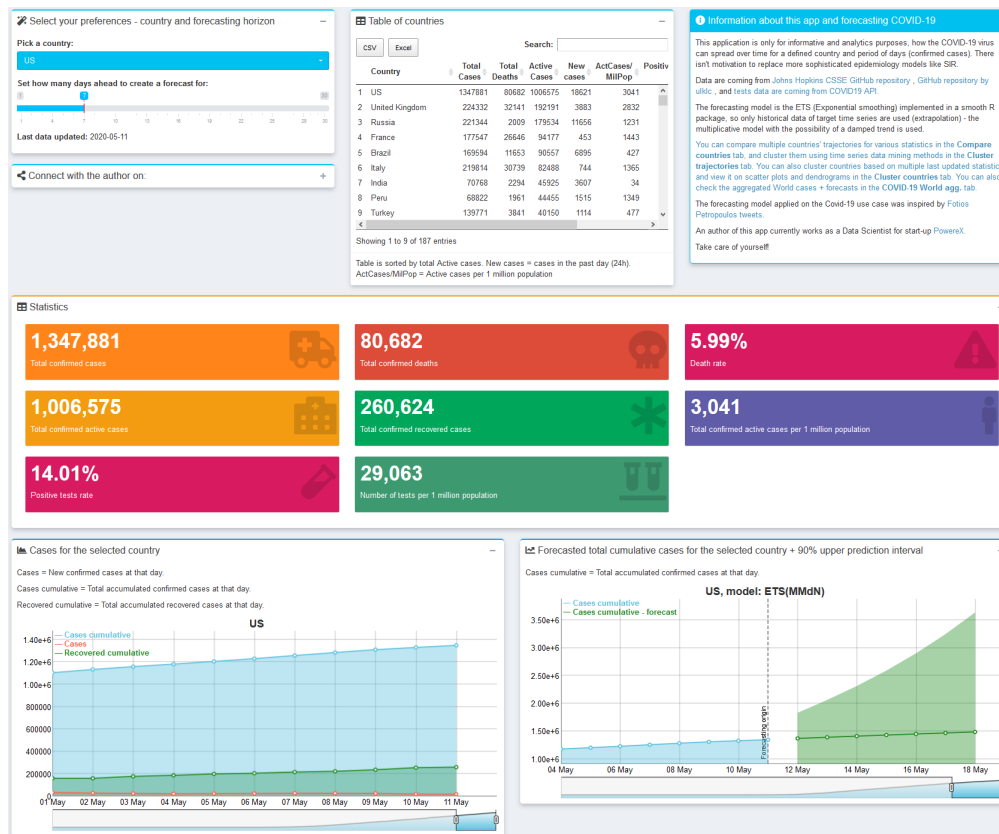 Select your preferences - country and forecasting horizon
Pick a country:
US
Set how many days ahead to create a forecast for:
1 7 30
1 4 7 10 13 16 19 22 25 28 30
Last data updated: 2020-05-11
Connect with the author on:
Table of countries
CSV Excel Search:
Country Total Cases Total Deaths Active Cases New cases ActCases/ MilPop Positiv
1 US 1347881 80682 1006575 18621 3041
2 United Kingdom 224332 32141 192191 3883 2832
3 Russia 221344 2009 179534 11656 1231
4 France 177547 26646 94177 453 1443
5 Brazil 169594 11653 90557 6895 427
6 Italy 219814 30739 82488 744 1365
7 India 70768 2294 45925 3607 34
8 Peru 68822 1961 44455 1515 1349
9 Turkey 139771 3841 40150 1114 477
Showing 1 to 9 of 187 entries
Table is sorted by total Active cases. New cases = cases in the past day (24h).
ActCases/MilPop = Active cases per 1 million population
Information about this app and forecasting COVID-19
This application is only for informative and analytics purposes, how the COVID-19 virus
can spread over time for a defined country and period of days (confirmed cases). There
isn't motivation to replace more sophisticated epidemiology models like SIR.
Data are coming from Johns Hopkins CSSE GitHub repository , GitHub repository by
ulklc , and tests data are coming from COVID19 API.
The forecasting model is the ETS (Exponential smoothing) implemented in a smooth R
package, so only historical data of target time series are used (extrapolation) - the
multiplicative model with the possibility of a damped trend is used.
You can compare multiple countries' trajectories for various statistics in the Compare
countries tab, and cluster them using time series data mining methods in the Cluster
trajectories tab. You can also cluster countries based on multiple last updated statistic
and view it on scatter plots and dendrograms in the Cluster countries tab. You can also
check the aggregated World cases + forecasts in the COVID-19 World agg. tab.
The forecasting model applied on the Covid-19 use case was inspired by Fotios
Petropoulos tweets.
An author of this app currently works as a Data Scientist for start-up PowereX.
Take care of yourself!
Statistics
1,347,881
Total confirmed cases
80,682
Total confirmed deaths
5.99%
Death rate
1,006,575
Total confirmed active cases
260,624
Total confirmed recovered cases
3,041
Total confirmed active cases per 1 million population
14.01%
Positive tests rate
29,063
Number of tests per 1 million population
Cases for the selected country
Cases = New confirmed cases at that day.
Cases cumulative = Total accumulated confirmed cases at that day.
Recovered cumulative = Total accumulated recovered cases at that day.
US
Cases cumulative
Cases
Recovered cumulative
1.40e+6
1.20e+6
1.00e+6
800000
600000
400000
200000
0
01 May 02 May 03 May 04 May 05 May 06 May 07 May 08 May 09 May 10 May 11 May
Forecasted total cumulative cases for the selected country + 90% upper prediction interval
Cases cumulative = Total accumulated confirmed cases at that day.
US, model: ETS(MMdN)
Cases cumulative
Cases cumulative - forecast
3.50e+6
3.00e+6
2.50e+6
2.00e+6
1.50e+6
1.00e+6
Forecasting origin
04 May 06 May 08 May 10 May 12 May 14 May 16 May 18 May